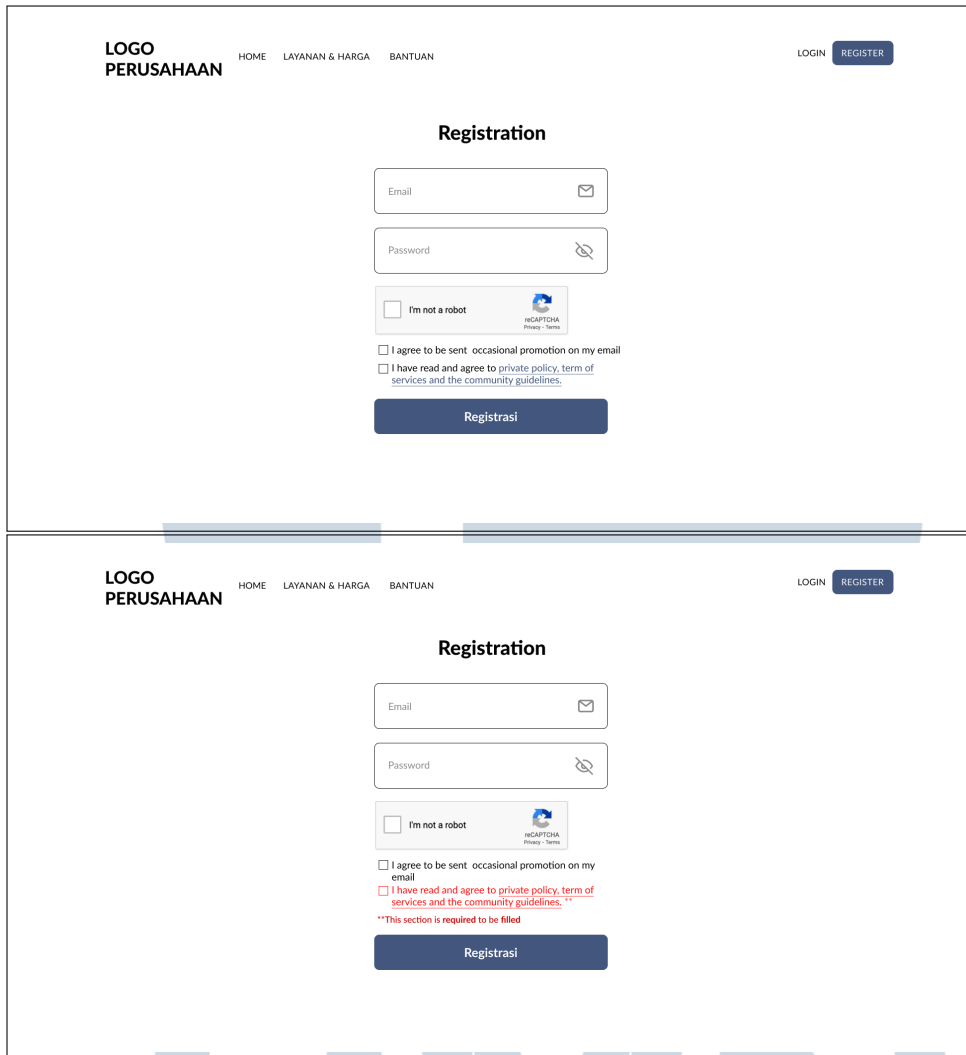 LOGO
PERUSAHAAN
HOME LAYANAN & HARGA BANTUAN
LOGIN REGISTER
Registration
Email
Password
I'm not a robot
reCAPTCHA
Privacy - Terms
I agree to be sent occasional promotion on my email
I have read and agree to private policy, term of
services and the community guidelines.
Registrasi
LOGO
PERUSAHAAN
HOME LAYANAN & HARGA BANTUAN
LOGIN REGISTER
Registration
Email
Password
I'm not a robot
reCAPTCHA
Privacy - Terms
I agree to be sent occasional promotion on my
email
I have read and agree to private policy, term of
services and the community guidelines. **
**This section is required to be filled
Registrasi